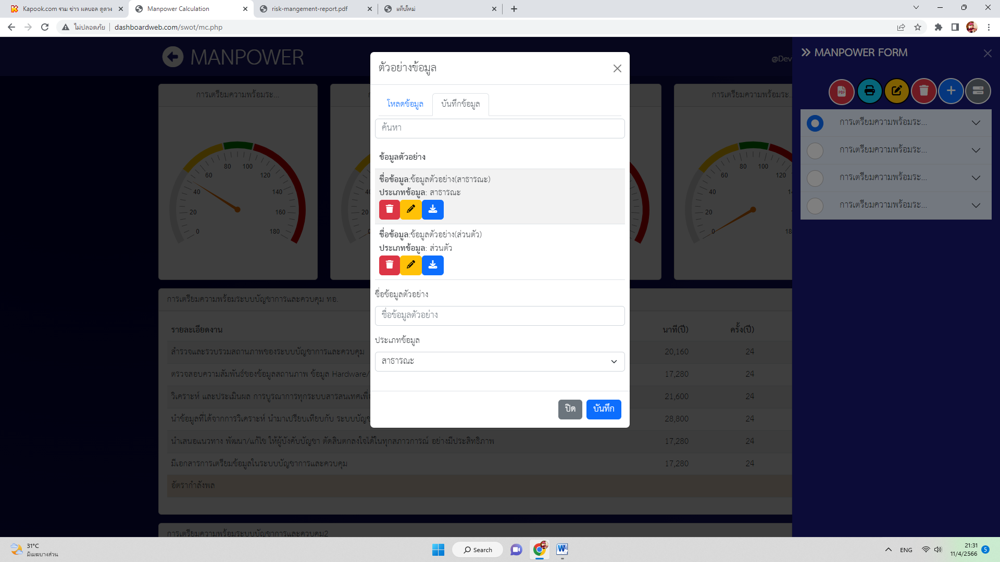 Kapook.com รวม ข่าว ผลบอล ดูดวง
Manpower Calculation
risk-mangement-report.pdf
แท็บใหม่
ไม่ปลอดภัย
dashboardweb.com/swot/mc.php
MANPOWER
@Dev
MANPOWER FORM
PDF
การเตรียมความพร้อมระ...
การเตรียมความพร้อมระ...
การเตรียมความพร้อมระ...
การเตรียมความพร้อมระ...
การเตรียมความพร้อมระ...
การเตรียมความพร้อมระ...
0 20 40 60 80 100 120 140 160 180
20
0 20 40 60 80 100 120
ตัวอย่างข้อมูล
โหลดข้อมูล
บันทึกข้อมูล
ค้นหา
ข้อมูลตัวอย่าง
ชื่อข้อมูล:ข้อมูลตัวอย่าง(สาธารณะ)
ประเภทข้อมูล: สาธารณะ
ชื่อข้อมูล:ข้อมูลตัวอย่าง(ส่วนตัว)
ประเภทข้อมูล: ส่วนตัว
ชื่อข้อมูลตัวอย่าง
ชื่อข้อมูลตัวอย่าง
ประเภทข้อมูล
สาธารณะ
ปิด
บันทึก
การเตรียมความพร้อมระบบบัญชาการและควบคุม ทอ.
รายละเอียดงาน นาที(ปี) ครั้ง(ปี)
สำรวจและรวบรวมสถานภาพของระบบบัญชาการและควบคุม 20,160 24
ตรวจสอบความสัมพันธ์ของข้อมูลสถานภาพ ข้อมูล Hardware/ 17,280 24
วิเคราะห์ และประเมินผล การบูรณาการทุกระบบสารสนเทศเพื่ 21,600 24
นำข้อมูลที่ได้จากการวิเคราะห์ นำมาเปรียบเทียบกับ ระบบบัญช 28,800 24
นำเสนอแนวทาง พัฒนา/แก้ไข ให้ผู้บังคับบัญชา ตัดสินตกลงใจได้ในทุกสภาวการณ์ อย่างมีประสิทธิภาพ 17,280 24
มีเอกสารการเตรียมข้อมูลในระบบบัญชาการและควบคุม 17,280 24
อัตรากำลังพล
การเตรียมความพร้อมระบบบัญชาการและควบคุม2
31°C
มีเมฆบางส่วน
Search
ENG
21:31
11/4/2566
5